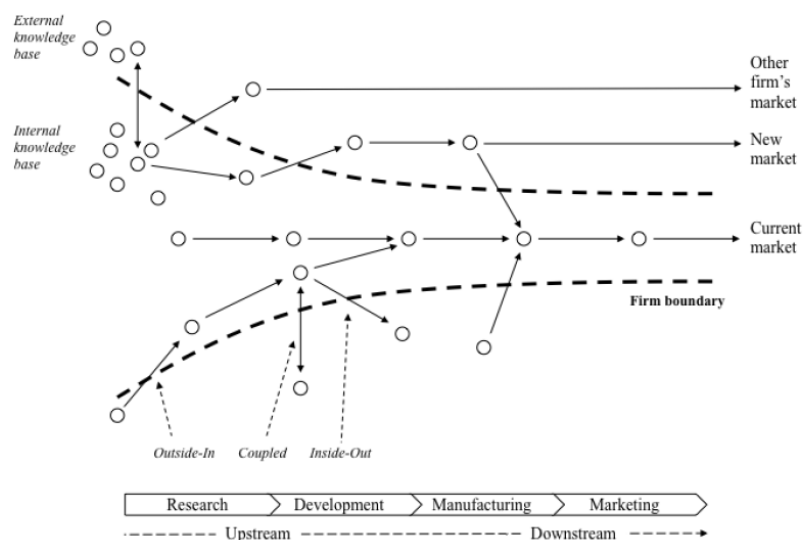 External
knowledge
base
Other
firm's
market
Internal
knowledge
base
New
market
Current
market
Firm boundary
Outside-In Coupled Inside-Out
Research Development Manufacturing Marketing
Upstream Downstream